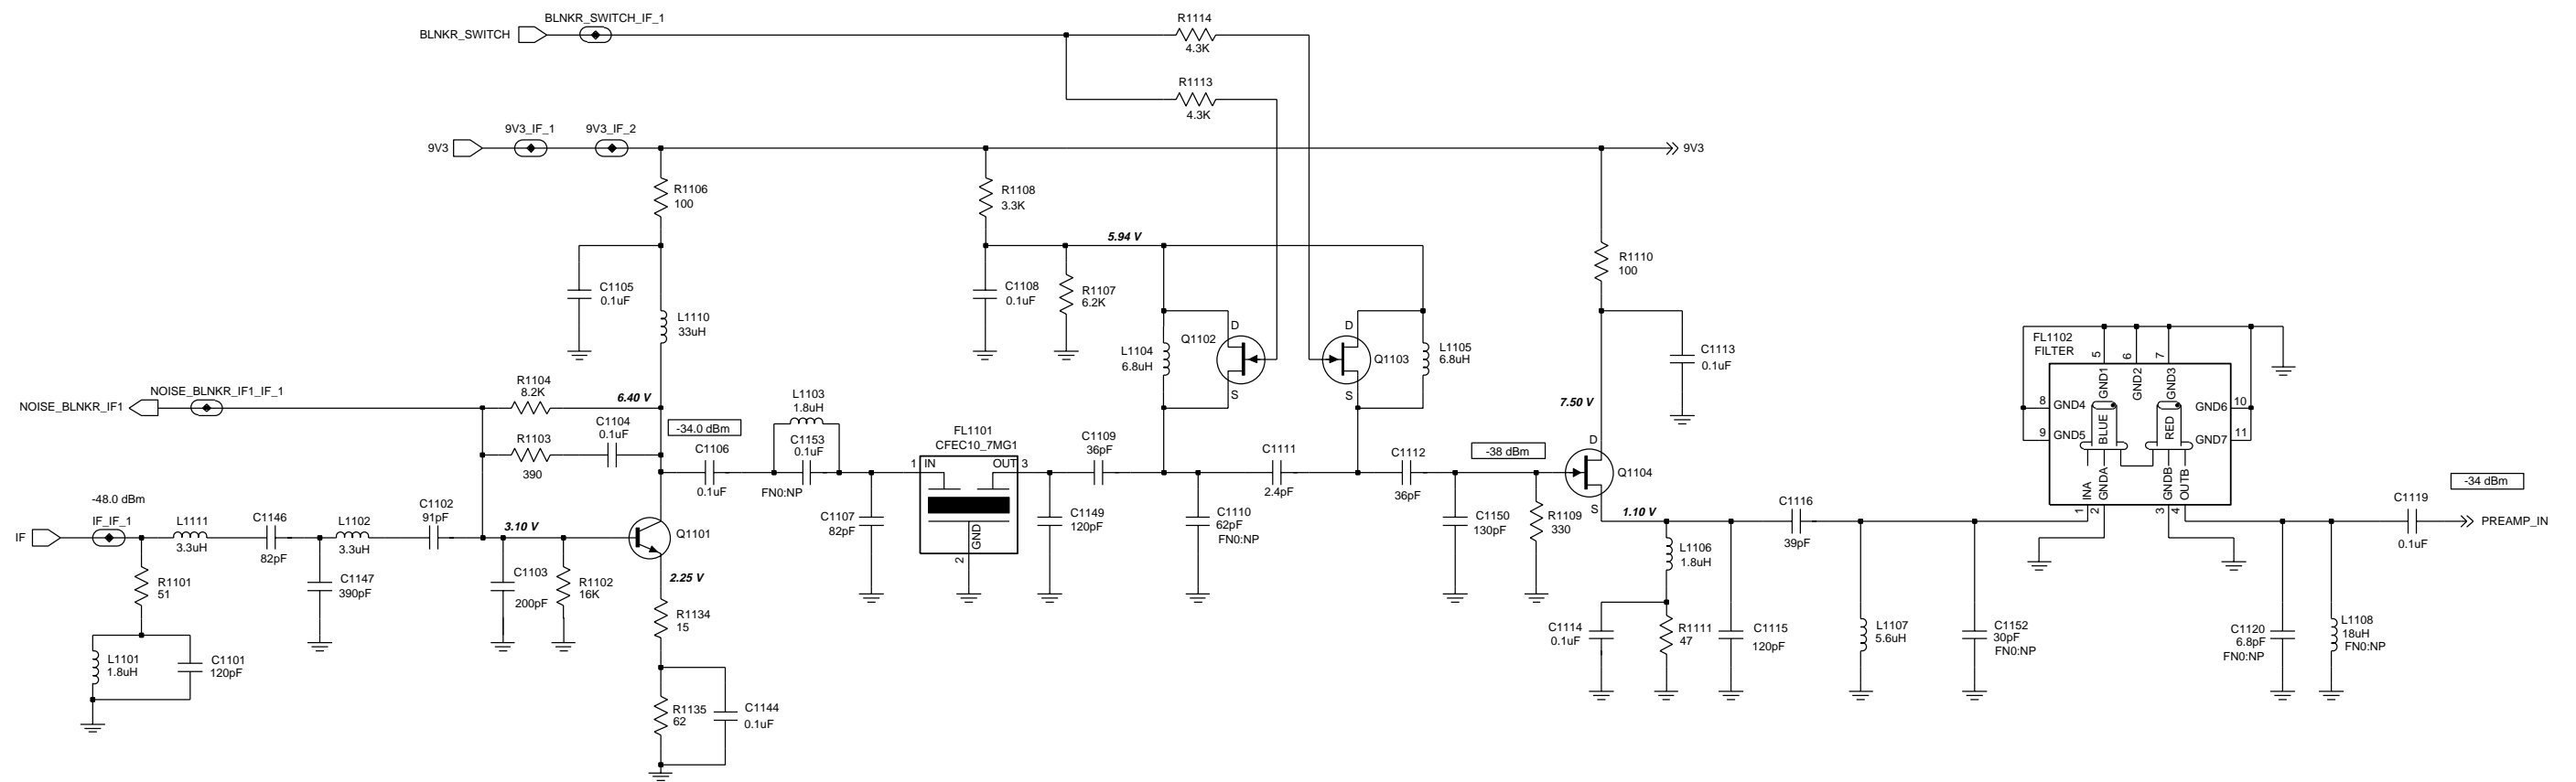 BLNKR_SWITCH_IF_1
BLNKR_SWITCH
R1114
4.3K
R1113
4.3K
9V3
9V3_IF_1
9V3_IF_2
9V3
R1106
100
R1108
3.3K
5.94 V
R1110
100
C1105
0.1uF
L1110
33uH
C1108
0.1uF
R1107
6.2K
Q1102
D
S
L1104
6.8uH
D
S
Q1103
L1105
6.8uH
C1113
0.1uF
FL1102
FILTER
5
6
7
GND1
GND2
GND3
8
GND4
9
GND5
GND6
10
GND7
11
BLUE
RED
INA
GNDA
GNDB
OUTB
1
2
3
4
NOISE_BLNKR_IF1
NOISE_BLNKR_IF1_IF_1
R1104
8.2K
6.40 V
R1103
390
C1104
0.1uF
-34.0 dBm
C1106
0.1uF
L1103
1.8uH
C1153
0.1uF
FN0:NP
FL1101
CFEC10_7MG1
1
IN
OUT
3
GND
2
C1107
82pF
C1109
36pF
C1149
120pF
C1110
62pF
FN0:NP
C1111
2.4pF
C1112
36pF
-38 dBm
7.50 V
D
Q1104
S
1.10 V
C1150
130pF
R1109
330
C1116
39pF
-34 dBm
C1119
0.1uF
PREAMP_IN
-48.0 dBm
IF
IF_IF_1
L1111
3.3uH
C1146
82pF
L1102
3.3uH
C1102
91pF
3.10 V
Q1101
2.25 V
R1101
51
C1147
390pF
C1103
200pF
R1102
16K
R1134
15
L1101
1.8uH
C1101
120pF
R1135
62
C1144
0.1uF
L1106
1.8uH
C1114
0.1uF
R1111
47
C1115
120pF
L1107
5.6uH
C1152
30pF
FN0:NP
C1120
6.8pF
FN0:NP
L1108
18uH
FN0:NP